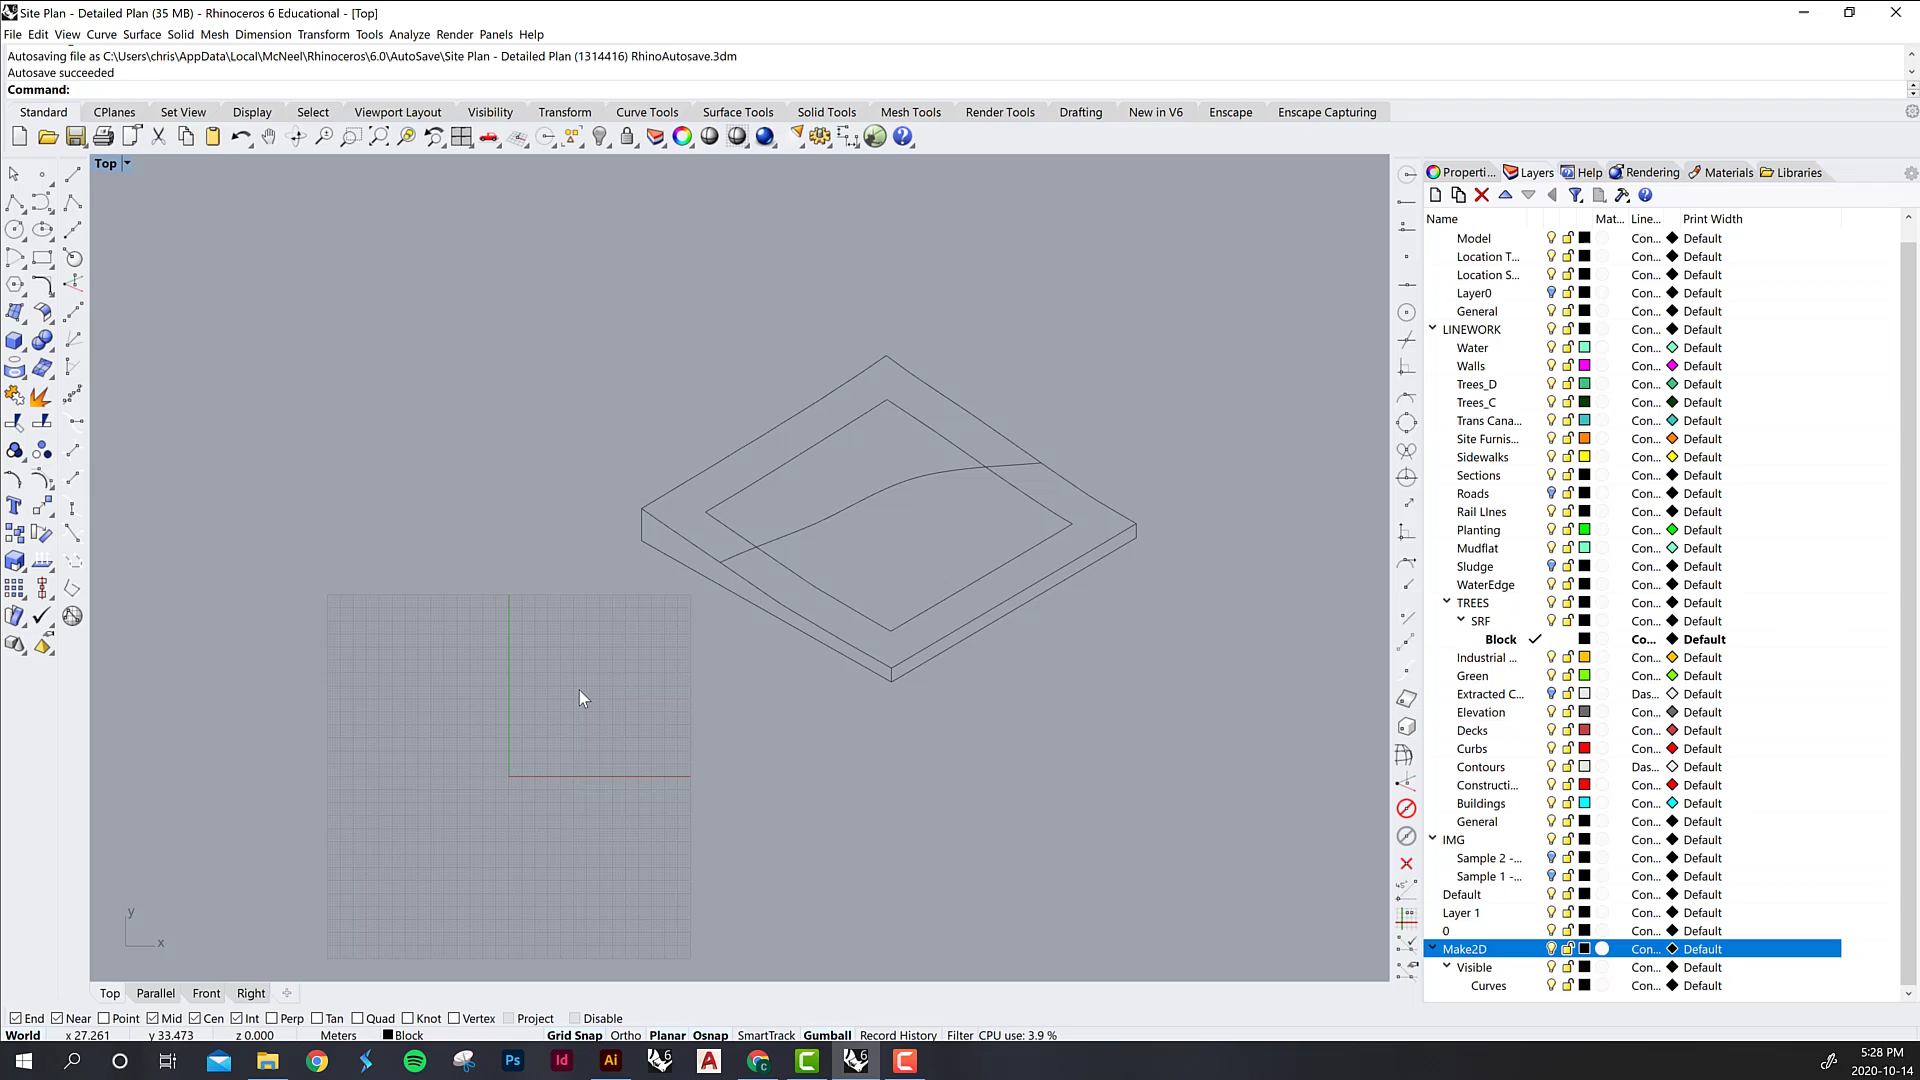 Site Plan - Detailed Plan (35 MB) - Rhinoceros 6 Educational - [Top]
File Edit View Curve Surface Solid Mesh Dimension Transform Tools Analyze Render Panels Help
Autosaving file as C:\Users\chris\AppData\Local\McNeel\Rhinoceros\6.0\AutoSave\Site Plan - Detailed Plan (1314416) RhinoAutosave.3dm
Autosave succeeded
Command:
Standard CPlanes Set View Display Select Viewport Layout Visibility Transform Curve Tools Surface Tools Solid Tools Mesh Tools Render Tools Drafting New in V6 Enscape Enscape Capturing
Top
Properti... Layers Help Rendering Materials Libraries
Name Mat... Line... Print Width
Model Con... Default
Location T... Con... Default
Location S... Con... Default
Layer0 Con... Default
General Con... Default
LINEWORK Con... Default
Water Con... Default
Walls Con... Default
Trees_D Con... Default
Trees_C Con... Default
Trans Cana... Con... Default
Site Furnis... Con... Default
Sidewalks Con... Default
Sections Con... Default
Roads Con... Default
Rail LInes Con... Default
Planting Con... Default
Mudflat Con... Default
Sludge Con... Default
WaterEdge Con... Default
TREES Con... Default
SRF Con... Default
Block Co... Default
Industrial ... Con... Default
Green Con... Default
Extracted C... Das... Default
Elevation Con... Default
Decks Con... Default
Curbs Con... Default
Contours Das... Default
Constructi... Con... Default
Buildings Con... Default
General Con... Default
IMG Con... Default
Sample 2 -... Con... Default
Sample 1 -... Con... Default
Default Con... Default
Layer 1 Con... Default
0 Con... Default
Make2D Con... Default
Visible Con... Default
Curves Con... Default
y
x
Top Parallel Front Right
End Near Point Mid Cen Int Perp Tan Quad Knot Vertex Project Disable
World x 27.261 y 33.473 z 0.000 Meters Block Grid Snap Ortho Planar Osnap SmartTrack Gumball Record History Filter CPU use: 3.9 %
Ps Id Ai 6 A C C 6 C
5:28 PM
2020-10-14